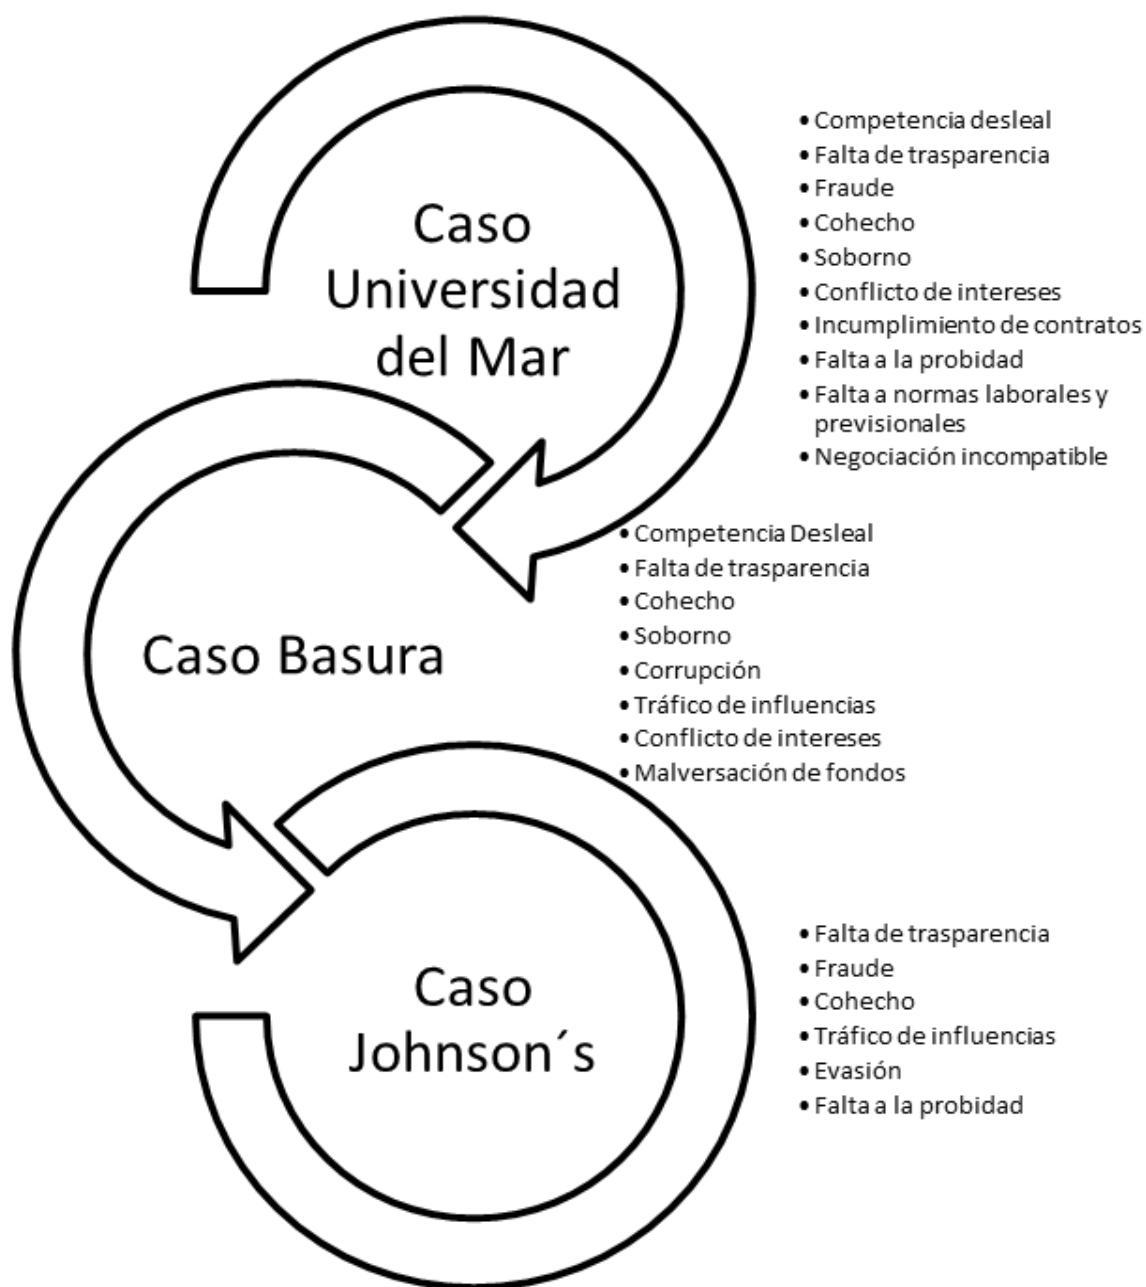 Caso
Universidad
del Mar
• Competencia desleal
• Falta de trasparencia
• Fraude
• Cohecho
• Soborno
• Conflicto de intereses
• Incumplimiento de contratos
• Falta a la probidad
• Falta a normas laborales y
previsionales
• Negociación incompatible
Caso Basura
• Competencia Desleal
• Falta de trasparencia
• Cohecho
• Soborno
• Corrupción
• Tráfico de influencias
• Conflicto de intereses
• Malversación de fondos
Caso
Johnson´s
• Falta de trasparencia
• Fraude
• Cohecho
• Tráfico de influencias
• Evasión
• Falta a la probidad